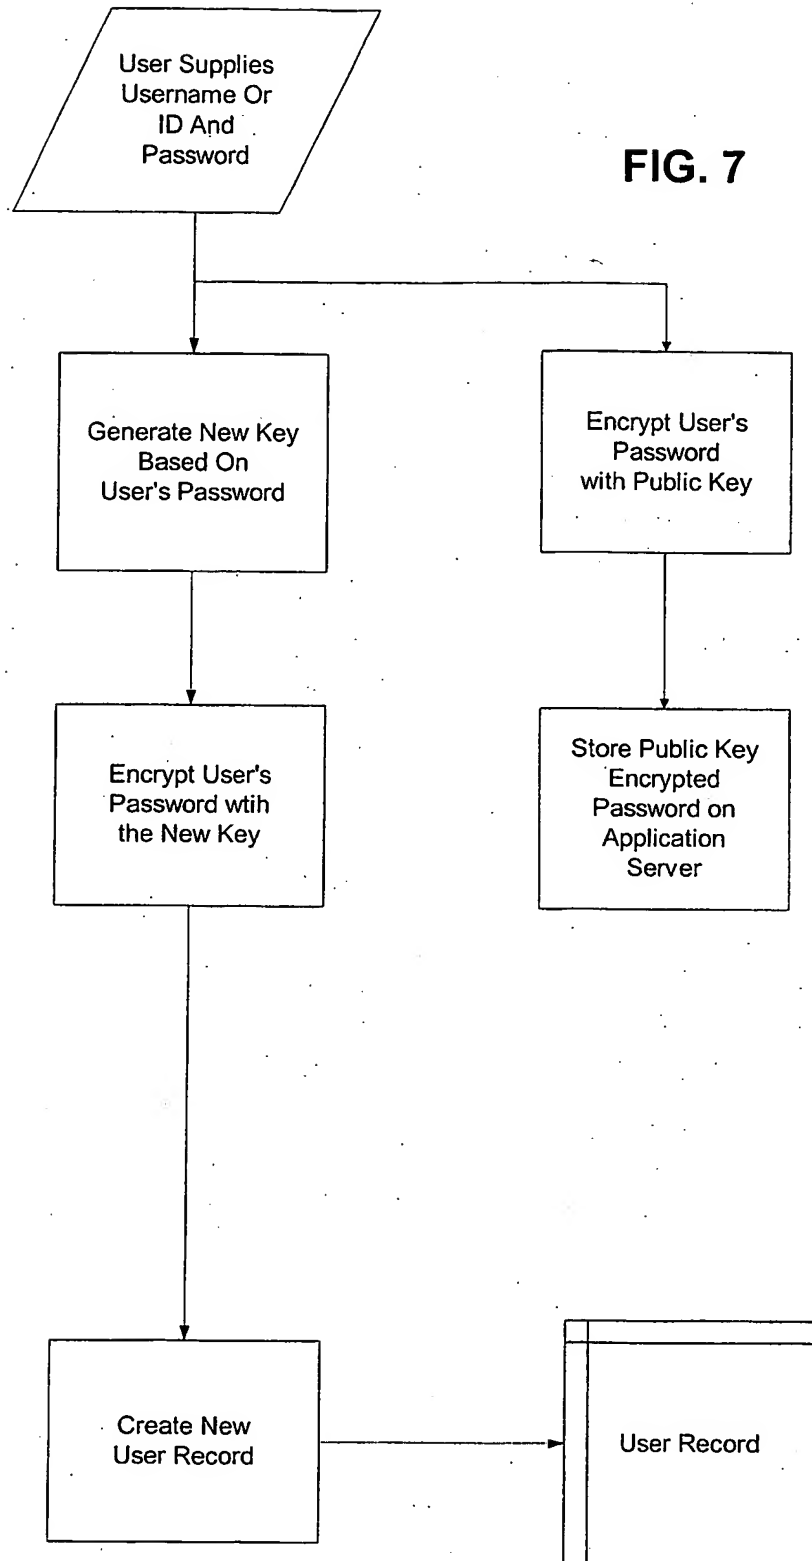 User Supplies
Username Or
ID And
Password
FIG. 7
Generate New Key
Based On
User's Password
Encrypt User's
Password
with Public Key
Encrypt User's
Password wtih
the New Key
Store Public Key
Encrypted
Password on
Application
Server
Create New
User Record
User Record